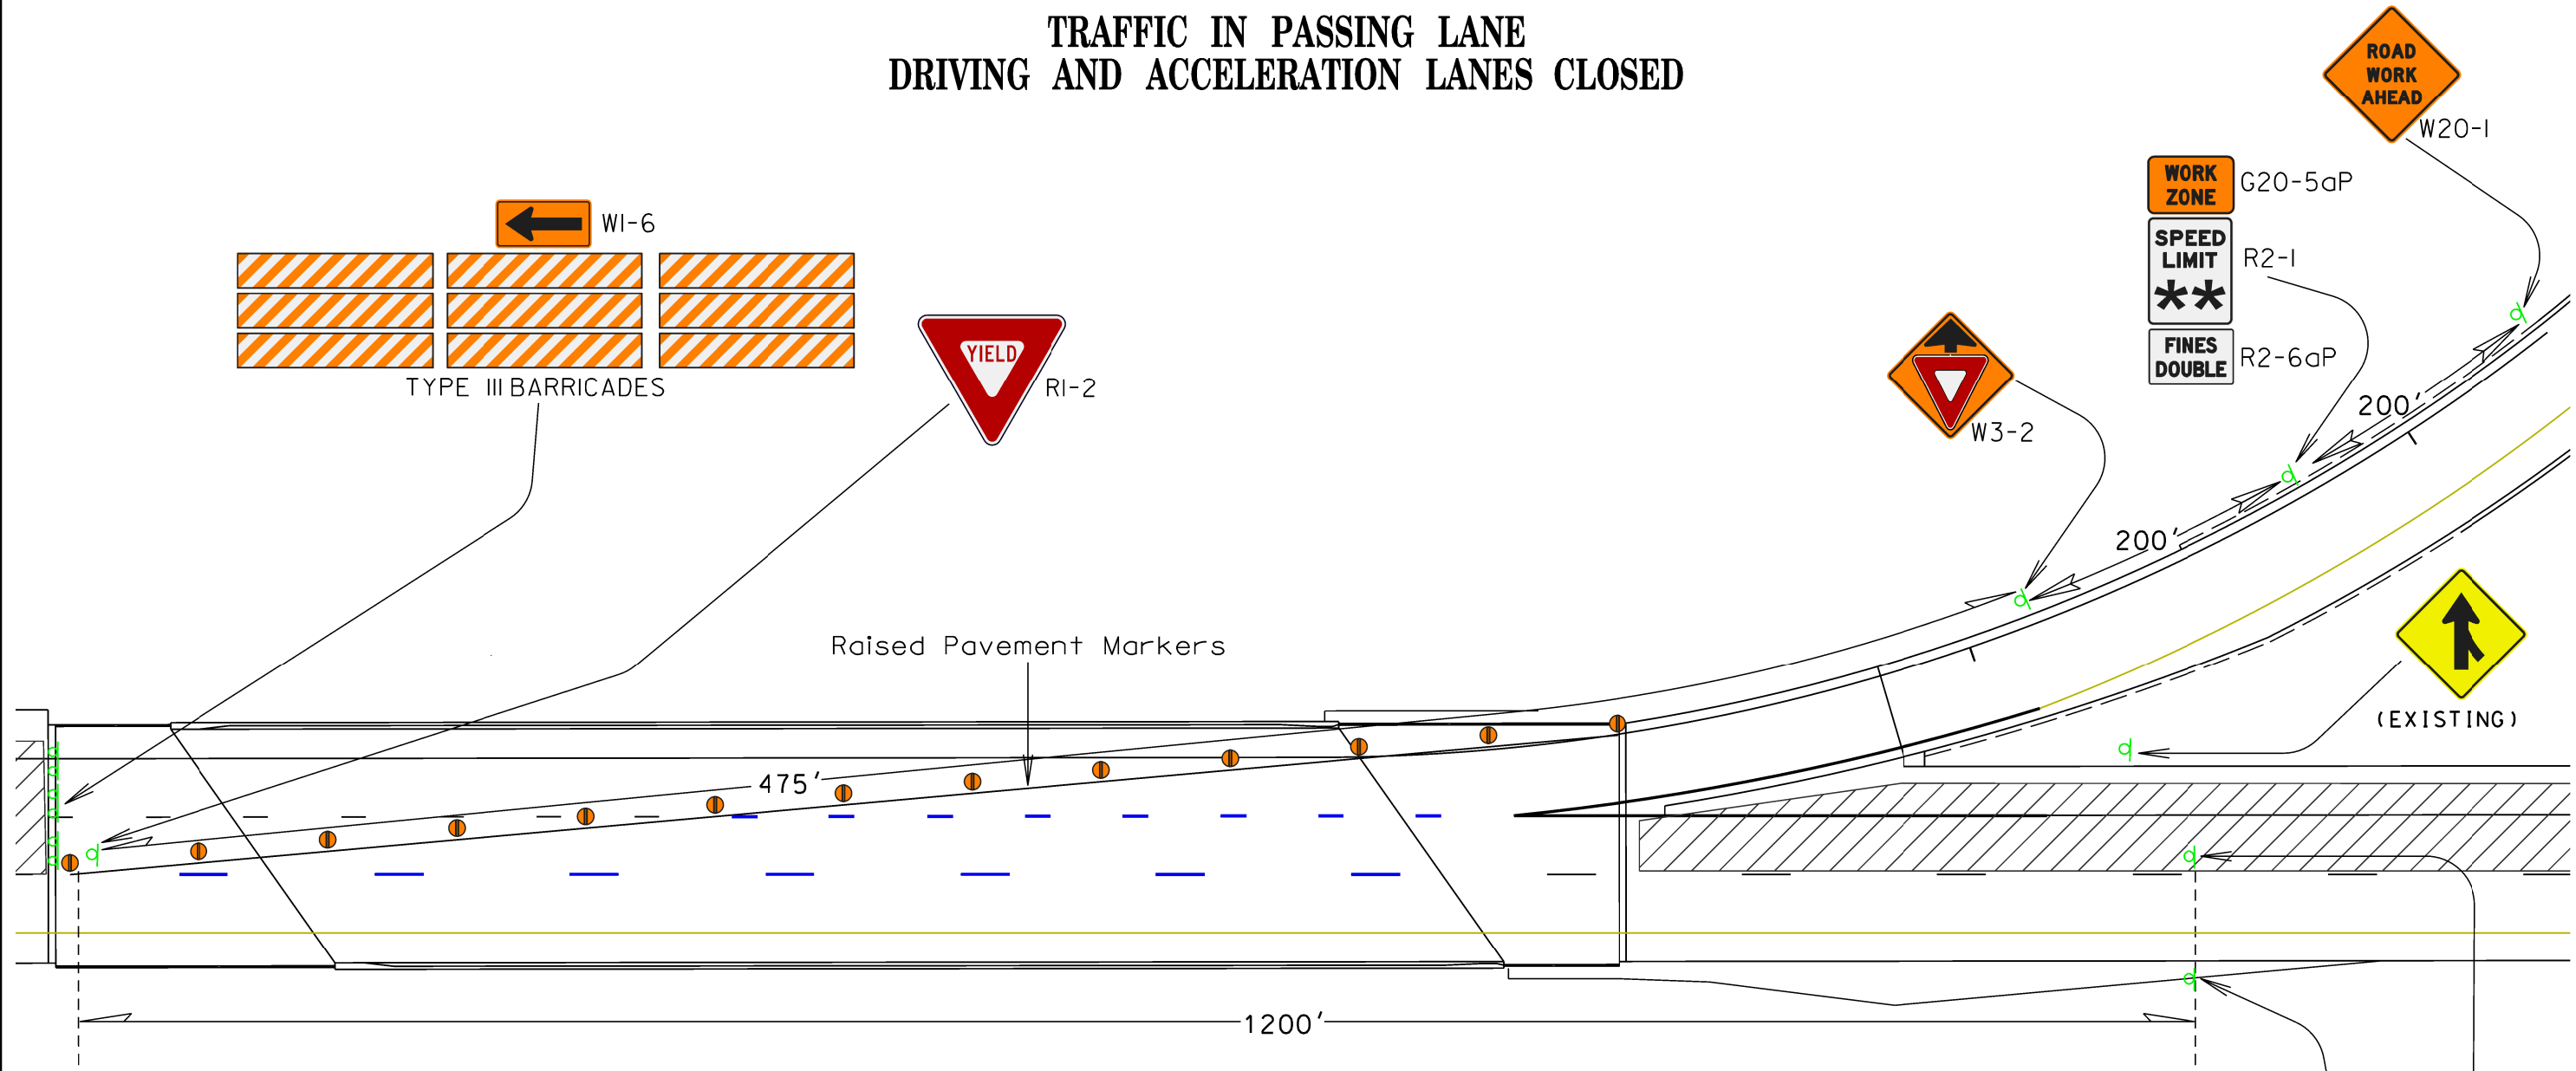 TRAFFIC IN PASSING LANE
DRIVING AND ACCELERATION LANES CLOSED
ROAD
WORK
AHEAD
W20-1
WORK
ZONE
G20-5aP
SPEED
LIMIT
**
R2-1
FINES
DOUBLE
R2-6aP
W1-6
TYPE III BARRICADES
YIELD
R1-2
W3-2
200'
200'
Raised Pavement Markers
(EXISTING)
475'
1200'